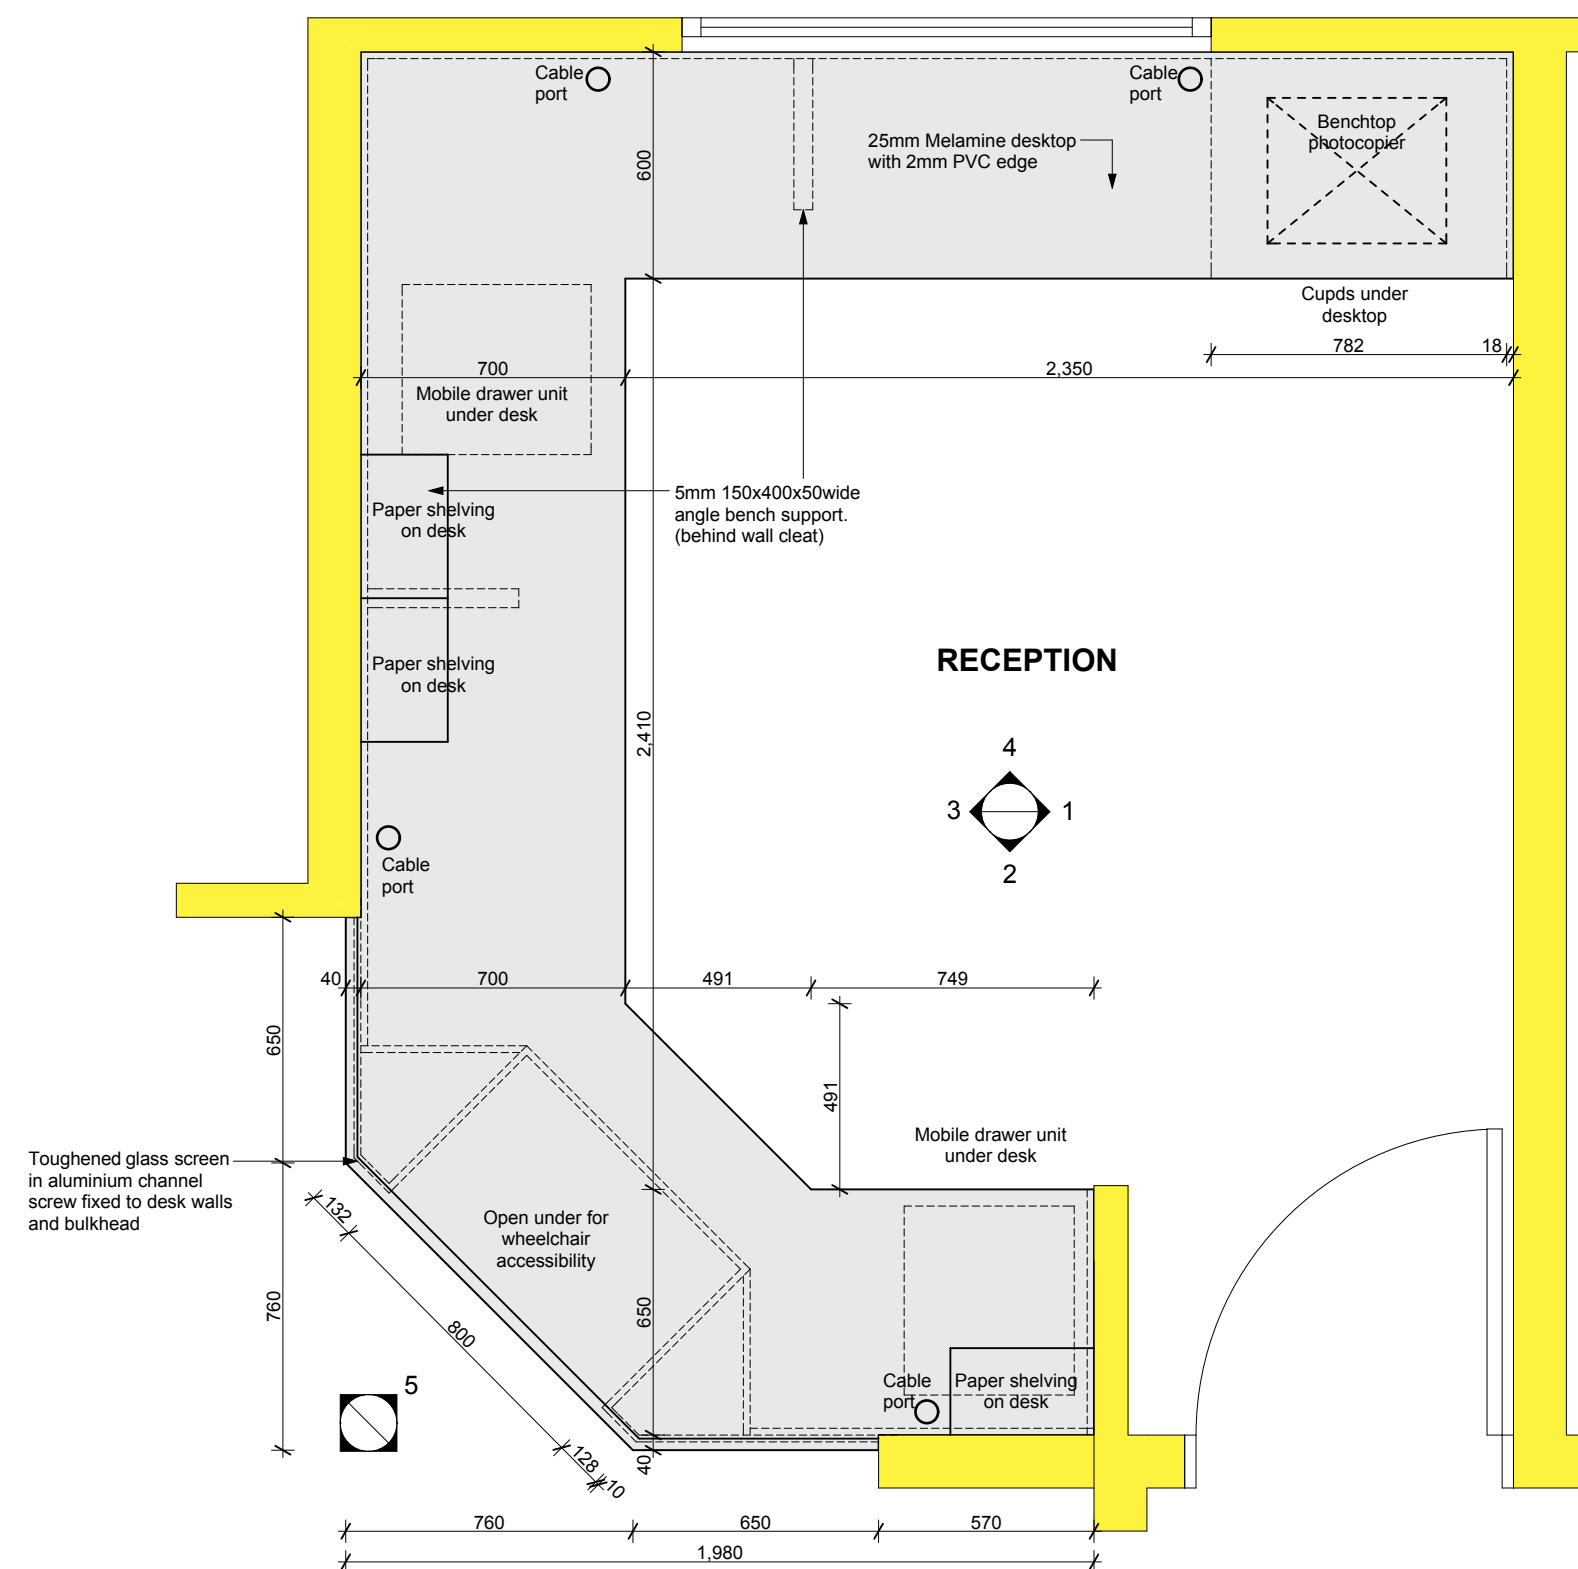 Cable
port
Cable
port
Benchtop
photocopier
25mm Melamine desktop
with 2mm PVC edge
600
Cupds under
desktop
782
18
700
2,350
Mobile drawer unit
under desk
5mm 150x400x50wide
angle bench support.
(behind wall cleat)
Paper shelving
on desk
Paper shelving
on desk
RECEPTION
2,410
4
3
1
2
Cable
port
40
700
491
749
650
491
Mobile drawer unit
under desk
Toughened glass screen
in aluminium channel
screw fixed to desk walls
and bulkhead
132
Open under for
wheelchair
accessibility
760
800
650
5
Cable
port
Paper shelving
on desk
128
10
40
760
650
570
1,980